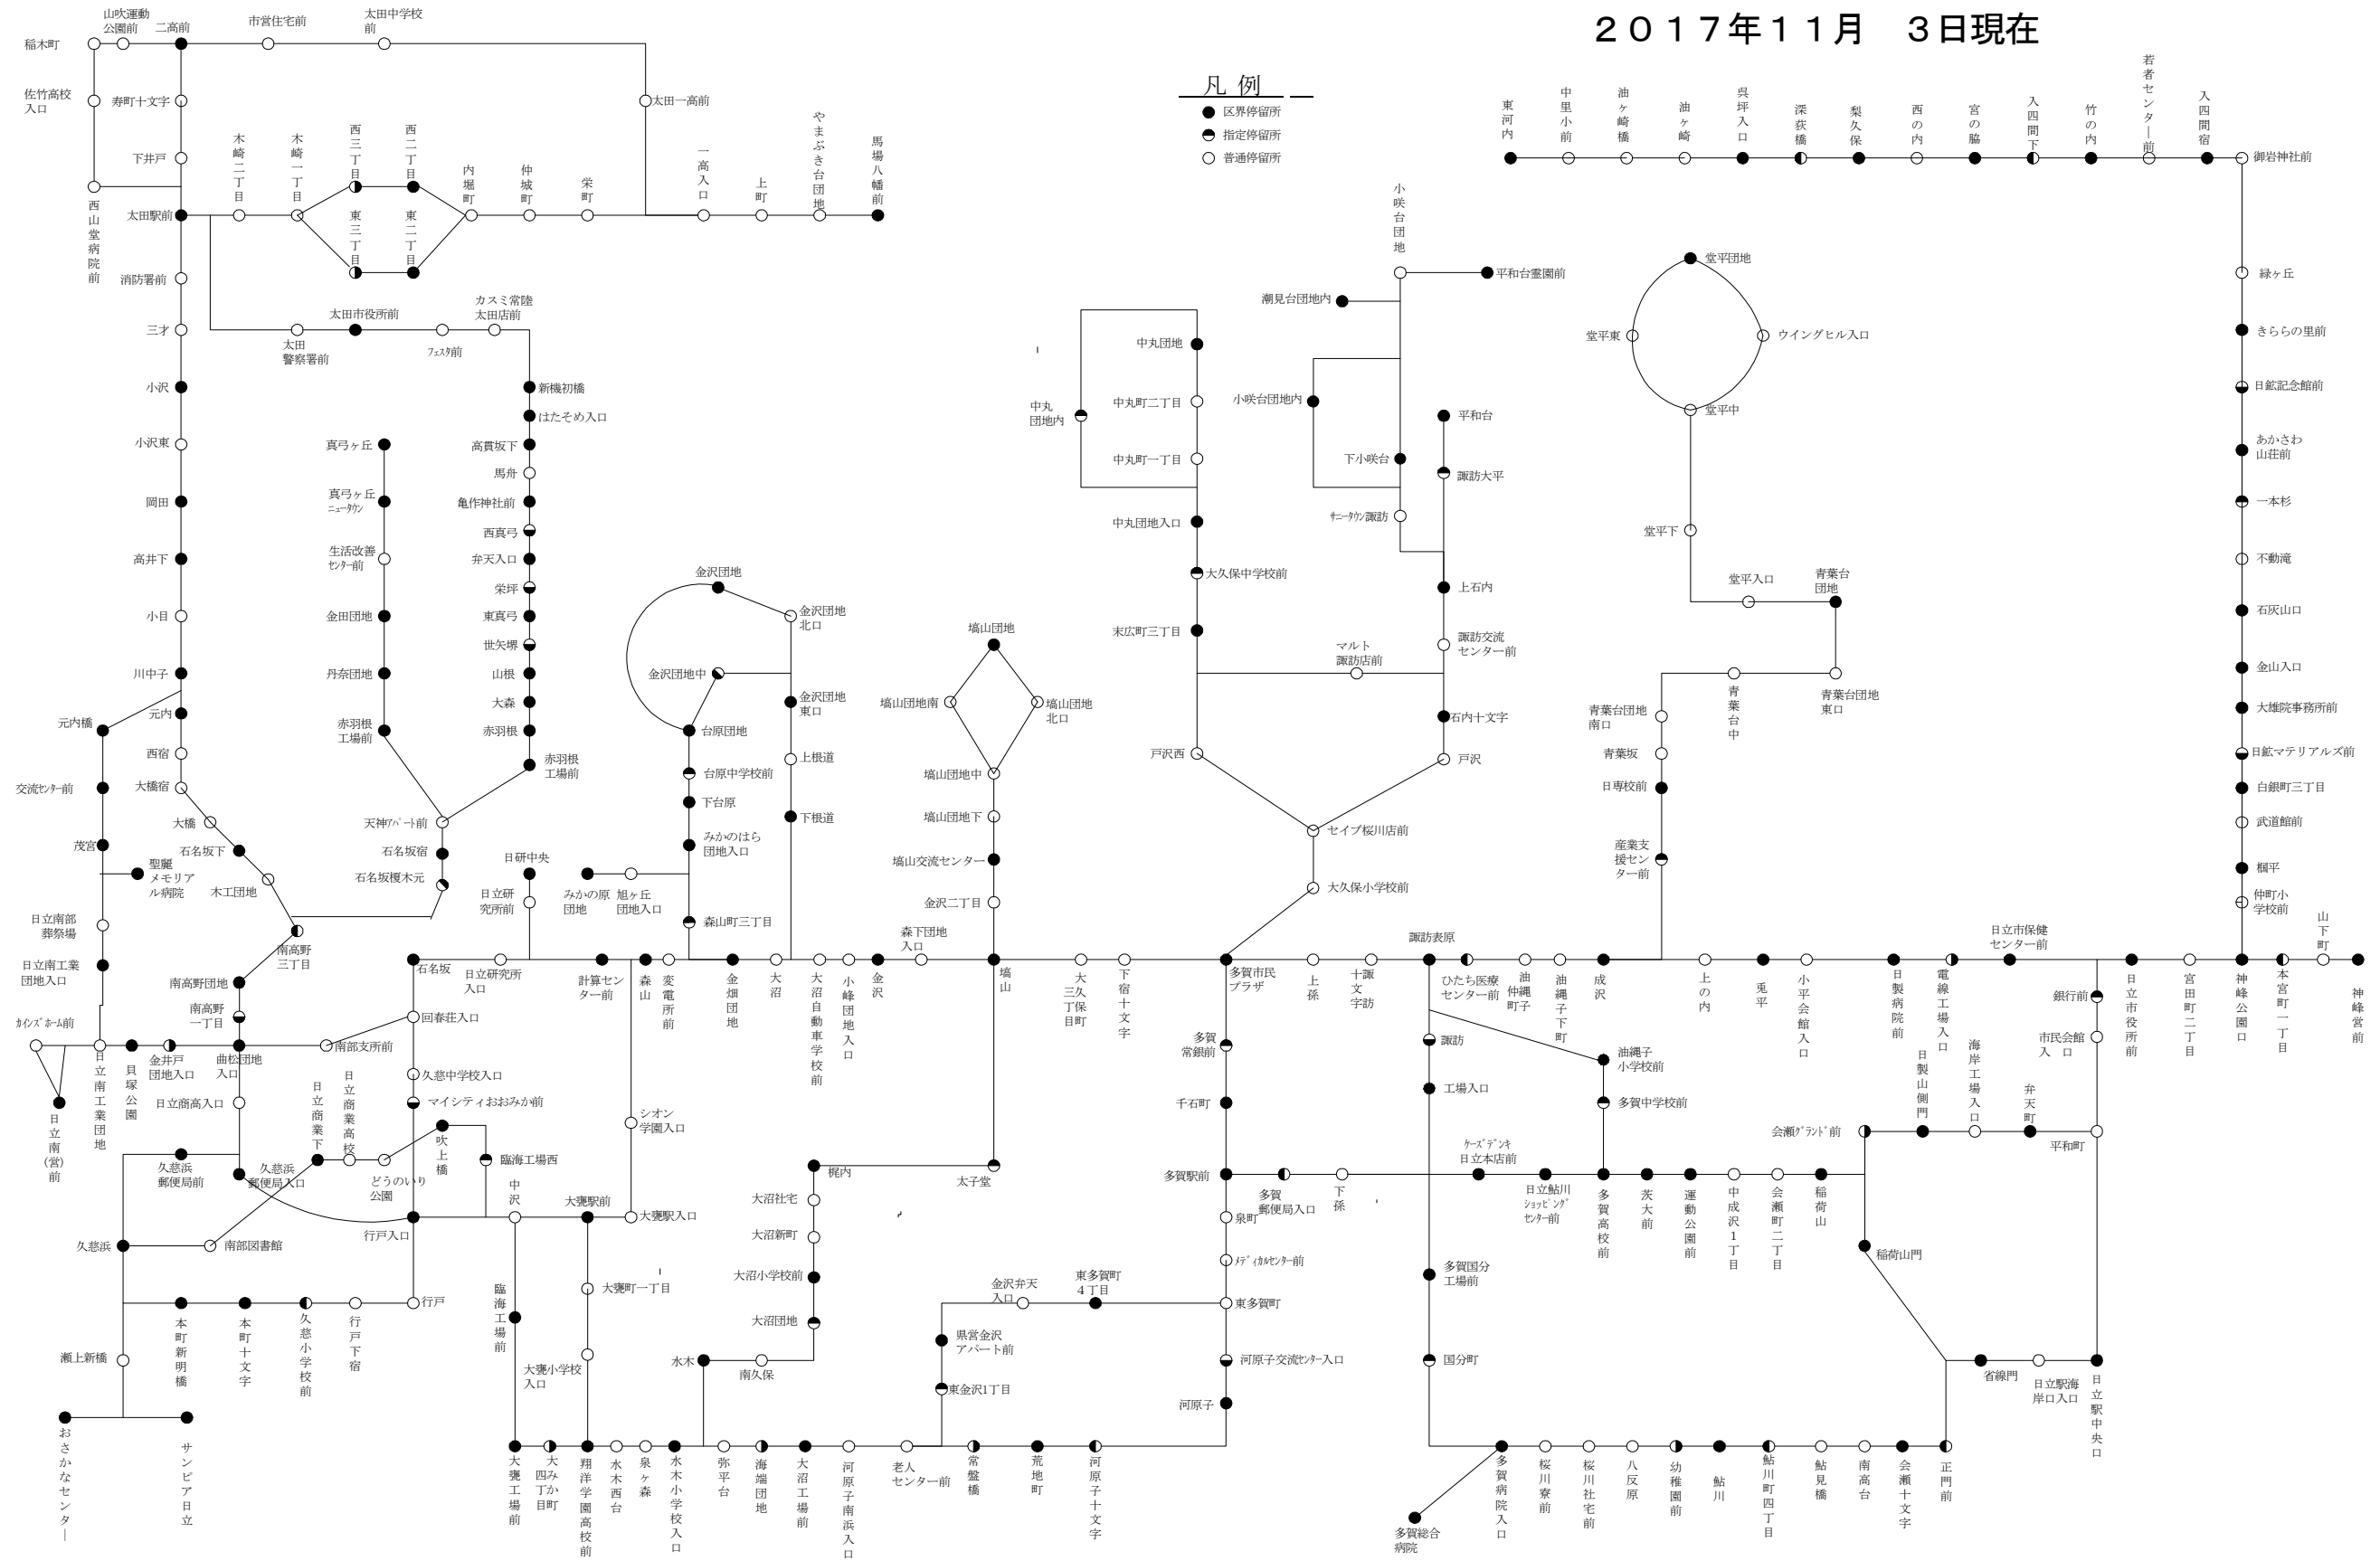 ２０１７年１１月　３日現在
凡 例
区界停留所
指定停留所
普通停留所
山吹運動
公園前
二高前
市営住宅前
太田中学校
前
稲木町
佐竹高校
入口
寿町十文字
太田一高前
下井戸
木崎二丁目
木崎一丁目
西三丁目
西二丁目
東三丁目
東二丁目
内堀町
仲城町
栄町
一高入口
上町
やまぶき台団地
馬場八幡前
西山堂病院前
太田駅前
消防署前
三才
太田市役所前
カスミ常陸
太田店前
太田
警察署前
ﾌｪｽﾀ前
小沢
小沢東
岡田
高井下
小目
川中子
元内橋
元内
西宿
大橋宿
大橋
石名坂下
木工団地
交流ｾﾝﾀｰ前
茂宮
聖麗
メモリア
ル病院
日立南部
葬祭場
日立南工業
団地入口
南高野
三丁目
南高野団地
南高野
一丁目
ｶｲﾝｽﾞﾎｰﾑ前
日立南(営)前
日立南工業団地
貝塚公園
金井戸
団地入口
曲松団地
入口
南部支所前
日立商高入口
日立商業下
日立商業高校
どうのいり
公園
吹上橋
臨海工場西
久慈浜
郵便局前
久慈浜
郵便局入口
久慈浜
南部図書館
瀬上新橋
おさかなセンター
サンピア日立
本町新明橋
本町十文字
久慈小学校前
行戸下宿
行戸
行戸入口
真弓ヶ丘
真弓ヶ丘
ﾆｭｰﾀｳﾝ
生活改善
ｾﾝﾀｰ前
金田団地
丹奈団地
赤羽根
工場前
新機初橋
はたそめ入口
高貫坂下
馬舟
亀作神社前
西真弓
弁天入口
栄坪
東真弓
世矢堺
山根
大森
赤羽根
赤羽根
工場前
天神ｱﾊﾟｰﾄ前
石名坂宿
石名坂榎木元
石名坂
回春荘入口
久慈中学校入口
マイシティおおみか前
日立研究所
入口
日研中央
日立研
究所前
計算セン
ター前
森山
変電所前
金畑団地
大沼
大沼自動車学校前
小峰団地入口
金沢
森下団地
入口
塙山
みかの原
団地
旭ヶ丘
団地入口
金沢団地
金沢団地
北口
金沢団地中
金沢団地
東口
台原団地
台原中学校前
下台原
みかのはら
団地入口
森山町三丁目
上根道
下根道
塙山団地
塙山団地南
塙山団地
北口
塙山団地中
塙山団地下
塙山交流センター
金沢二丁目
シオン
学園入口
中沢
大甕駅前
大甕駅入口
臨海工場前
大甕町一丁目
大甕小学校
入口
梶内
太子堂
大沼社宅
大沼新町
大沼小学校前
大沼団地
水木
南久保
大甕工場前
大みか町
四丁目
翔洋学園高校前
水木西台
泉ヶ森
水木小学校入口
弥平台
海端団地
大沼工場前
河原子南浜入口
老人
センター前
常盤橋
荒地町
河原子十文字
金沢弁天
入口
東多賀町
４丁目
県営金沢
アパート前
東金沢1丁目
中丸団地
中丸
団地内
中丸町二丁目
中丸町一丁目
中丸団地入口
大久保中学校前
末広町三丁目
戸沢西
マルト
諏訪店前
小咲台団地
平和台霊園前
潮見台団地内
小咲台団地内
下小咲台
ｻﾆｰﾀｳﾝ諏訪
平和台
諏訪大平
上石内
諏訪交流
センター前
石内十文字
戸沢
セイブ桜川店前
大久保小学校前
大久保町
三丁目
下宿十文字
多賀市民
プラザ
上孫
諏訪
十文字
諏訪表原
ひたち医療
センター前
油縄子
仲町
油縄子下町
成沢
上の内
兎平
小平会館入口
日製病院前
電線工場入口
日立市保健
センター前
日立市役所前
宮田町二丁目
神峰公園口
本宮町一丁目
山下町
神峰営前
多賀
常銀前
千石町
多賀駅前
多賀
郵便局入口
下孫
泉町
ﾒﾃﾞｨｶﾙｾﾝﾀｰ前
東多賀町
河原子交流ｾﾝﾀｰ入口
河原子
諏訪
工場入口
油縄子
小学校前
多賀中学校前
ｹｰｽﾞﾃﾞﾝｷ
日立本店前
日立鮎川
ｼｮｯﾋﾟﾝｸﾞ
ｾﾝﾀｰ前
多賀高校前
茨大前
運動公園前
中成沢１丁目
会瀬町二丁目
稲荷山
稲荷山門
多賀国分
工場前
国分町
多賀病院入口
多賀総合
病院
桜川寮前
桜川社宅前
八反原
幼稚園前
鮎川
鮎川町四丁目
鮎見橋
南高台
会瀬十文字
正門前
省線門
日立駅海
岸口入口
日立駅中央口
会瀬ｸﾞﾗﾝﾄﾞ前
日製山側門
海岸工場入口
弁天町
平和町
銀行前
市民会館
入　口
堂平団地
堂平東
ウイングヒル入口
堂平中
堂平下
堂平入口
青葉台
団地
青葉台団地
東口
青葉台中
青葉台団地
南口
青葉坂
日専校前
産業支
援セン
ター前
東河内
中里小前
油ヶ崎橋
油ヶ崎
呉坪入口
深荻橋
梨久保
西の内
宮の脇
入四間下
竹の内
若者センター前
入四間宿
御岩神社前
緑ヶ丘
きららの里前
日鉱記念館前
あかさわ
山荘前
一本杉
不動滝
石灰山口
金山入口
大雄院事務所前
日鉱マテリアルズ前
白銀町三丁目
武道館前
椢平
仲町小
学校前